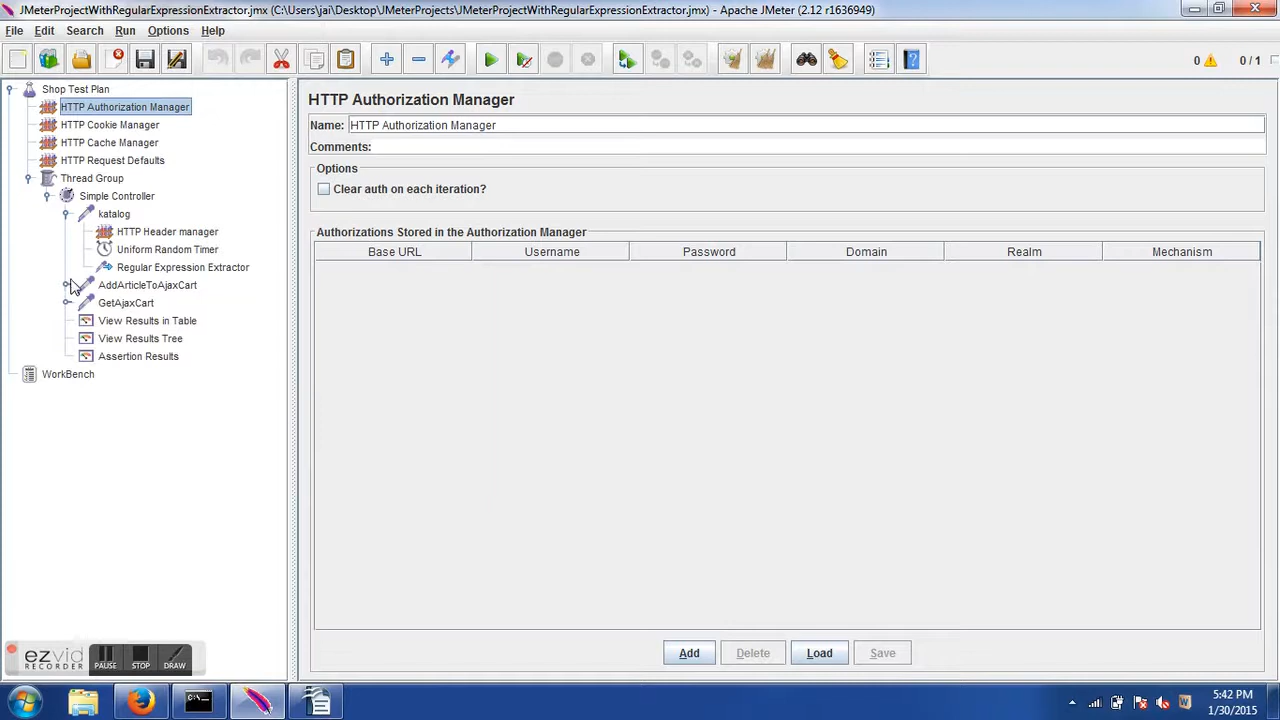 JMeterProjectWithRegularExpressionExtractor.jmx (C:\Users\jai\Desktop\JMeterProjects\JMeterProjectWithRegularExpressionExtractor.jmx) - Apache JMeter (2.12 r1636949)
File Edit Search Run Options Help
0 0 / 1
Shop Test Plan
HTTP Authorization Manager
HTTP Cookie Manager
HTTP Cache Manager
HTTP Request Defaults
Thread Group
Simple Controller
katalog
HTTP Header manager
Uniform Random Timer
Regular Expression Extractor
AddArticleToAjaxCart
GetAjaxCart
View Results in Table
View Results Tree
Assertion Results
WorkBench
HTTP Authorization Manager
Name: HTTP Authorization Manager
Comments:
Options
Clear auth on each iteration?
Authorizations Stored in the Authorization Manager
Base URL Username Password Domain Realm Mechanism
Add Delete Load Save
ezvid
RECORDER
PAUSE STOP DRAW
5:42 PM
1/30/2015